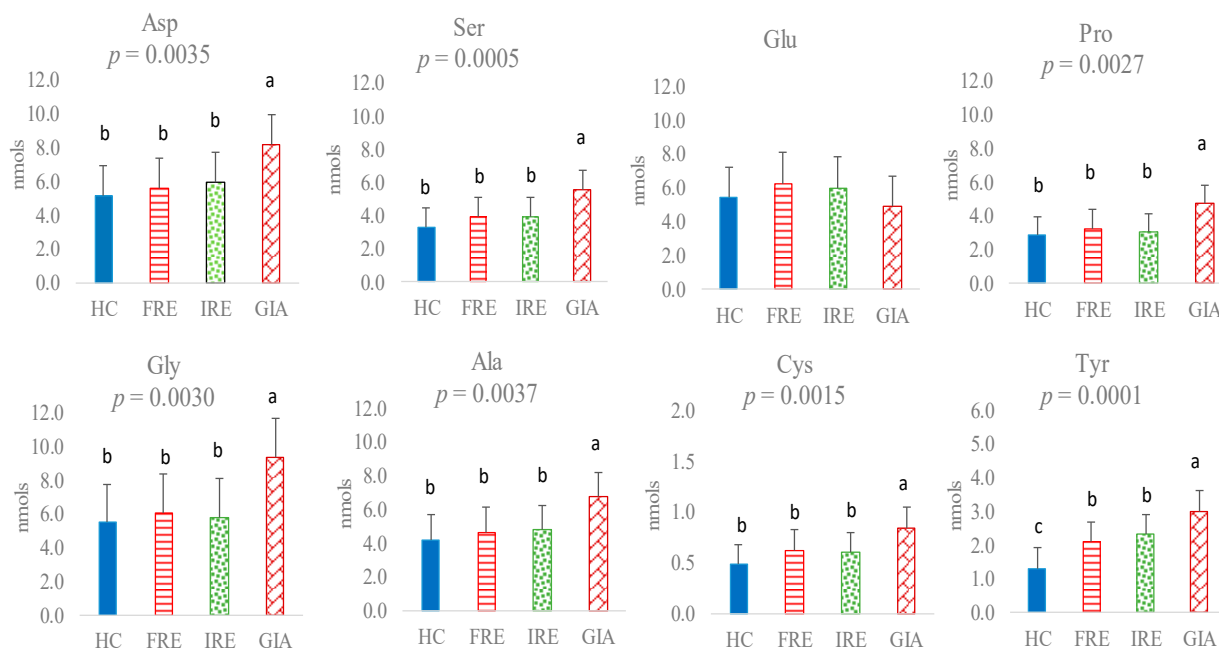 Asp
p = 0.0035
12.0
10.0
8.0
6.0
4.0
2.0
0.0
nmols
b
b
b
a
HC
FRE
IRE
GIA
Ser
p = 0.0005
12.0
10.0
8.0
6.0
4.0
2.0
0.0
nmols
b
b
b
a
HC
FRE
IRE
GIA
Glu
12.0
10.0
8.0
6.0
4.0
2.0
0.0
nmols
HC
FRE
IRE
GIA
Pro
p = 0.0027
12.0
10.0
8.0
6.0
4.0
2.0
0.0
nmols
b
b
b
a
HC
FRE
IRE
GIA
Gly
p = 0.0030
12.0
10.0
8.0
6.0
4.0
2.0
0.0
nmols
b
b
b
a
HC
FRE
IRE
GIA
Ala
p = 0.0037
12.0
10.0
8.0
6.0
4.0
2.0
0.0
nmols
b
b
b
a
HC
FRE
IRE
GIA
Cys
p = 0.0015
2.0
1.5
1.0
0.5
0.0
nmols
b
b
b
a
HC
FRE
IRE
GIA
Tyr
p = 0.0001
6.0
5.0
4.0
3.0
2.0
1.0
0.0
nmols
c
b
b
a
HC
FRE
IRE
GIA